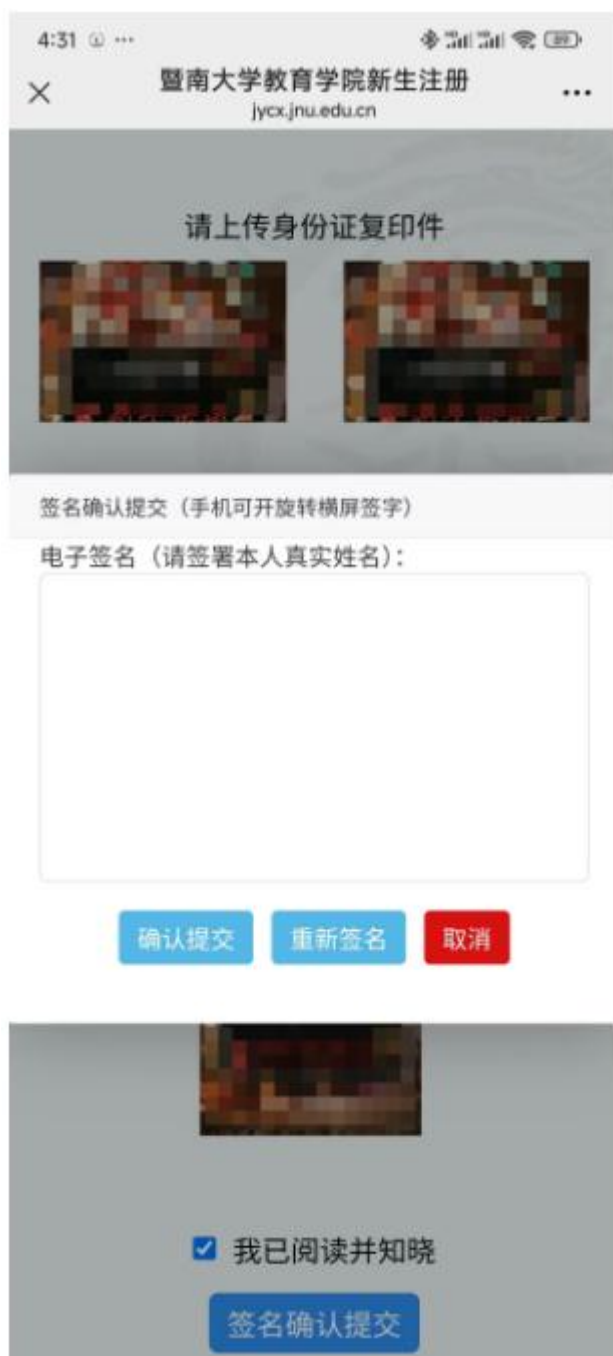 4:31
暨南大学教育学院新生注册
jycx.jnu.edu.cn
请上传身份证复印件
签名确认提交（手机可开旋转横屏签字）
电子签名（请签署本人真实姓名）：
确认提交 重新签名 取消
我已阅读并知晓
签名确认提交